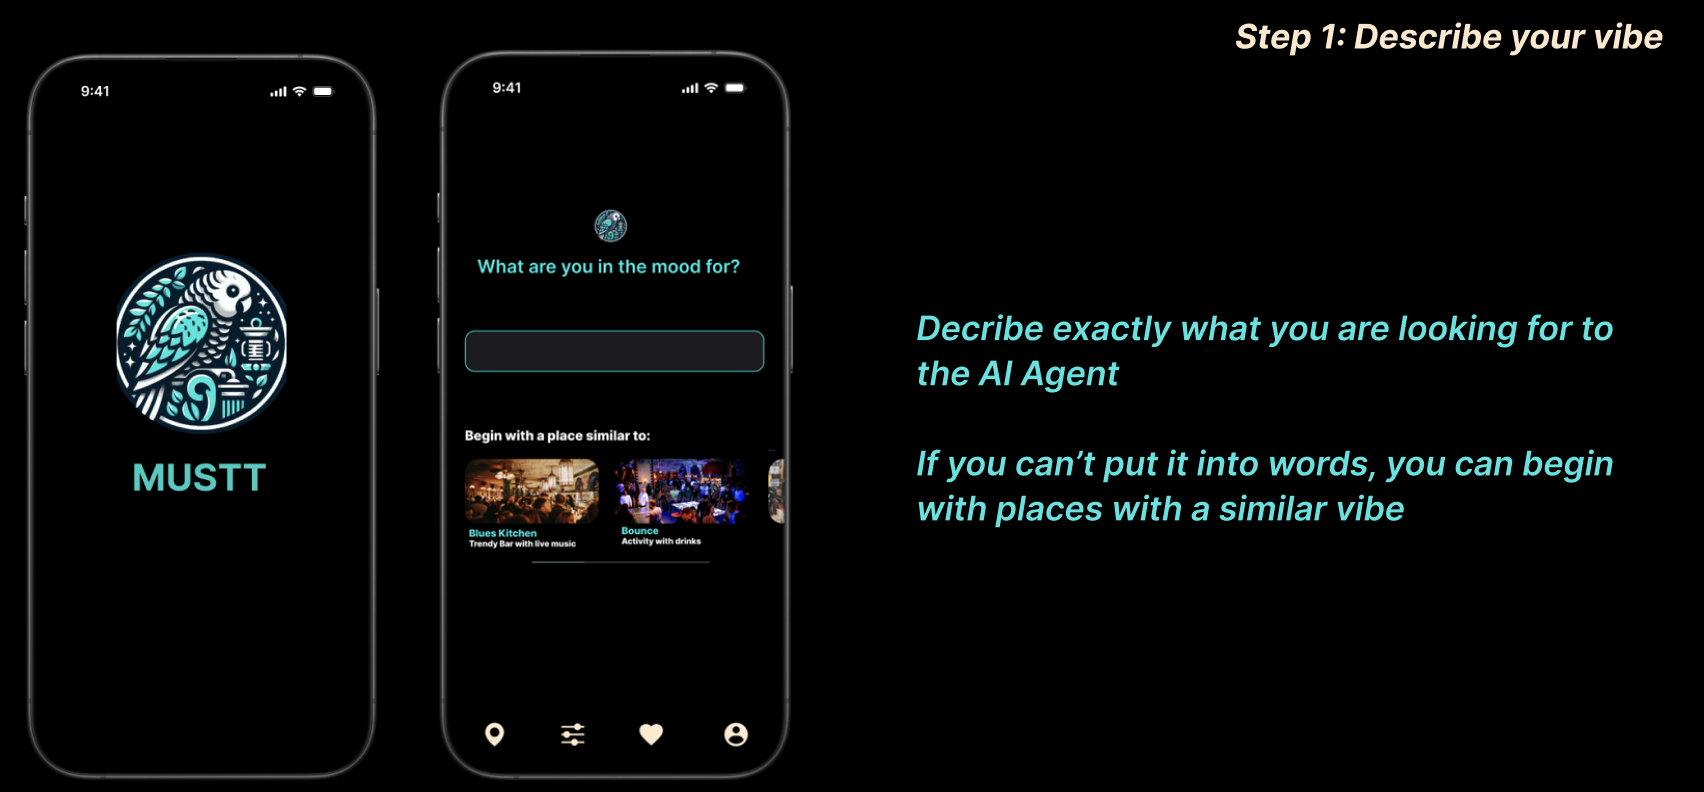 Step 1: Describe your vibe
9:41
MUSTT
9:41
What are you in the mood for?
Begin with a place similar to:
Blues Kitchen
Trendy Bar with live music
Bounce
Activity with drinks
Decribe exactly what you are looking for to
the AI Agent
If you can’t put it into words, you can begin
with places with a similar vibe